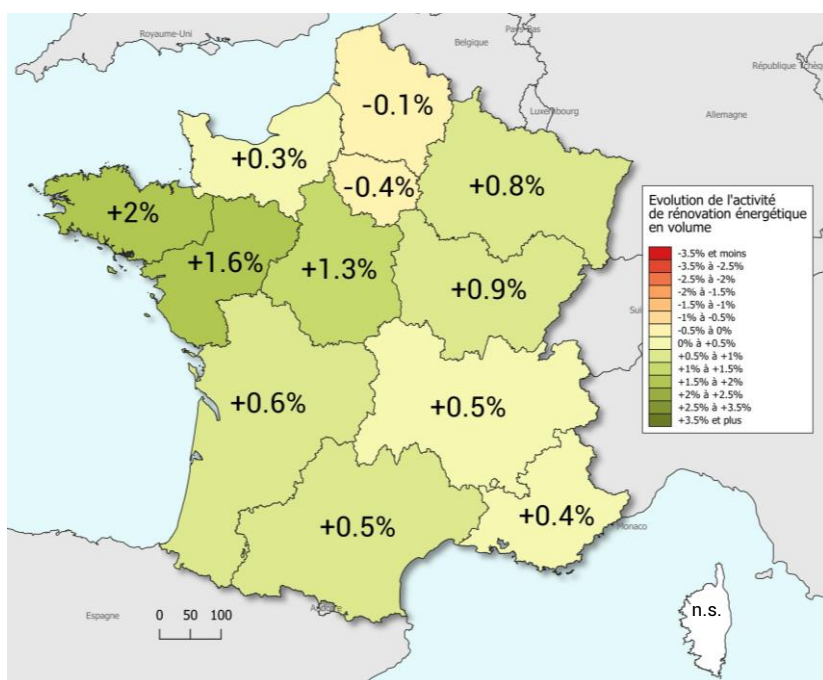 Royaume-Uni
Pays-Bas
Belgique
République Tchèq
Luxembourg
Allemagne
-0.1%
+0.3%
-0.4%
+0.8%
+2%
+1.6%
+1.3%
+0.9%
Sui
+0.6%
+0.5%
+0.5%
+0.4%
Monaco
Espagne
Andorre
n.s.
0 50 100
Evolution de l'activité
de rénovation énergétique
en volume
-3.5% et moins
-3.5% à -2.5%
-2.5% à -2%
-2% à -1.5%
-1.5% à -1%
-1% à -0.5%
-0.5% à 0%
0% à +0.5%
+0.5% à +1%
+1% à +1.5%
+1.5% à +2%
+2% à +2.5%
+2.5% à +3.5%
+3.5% et plus